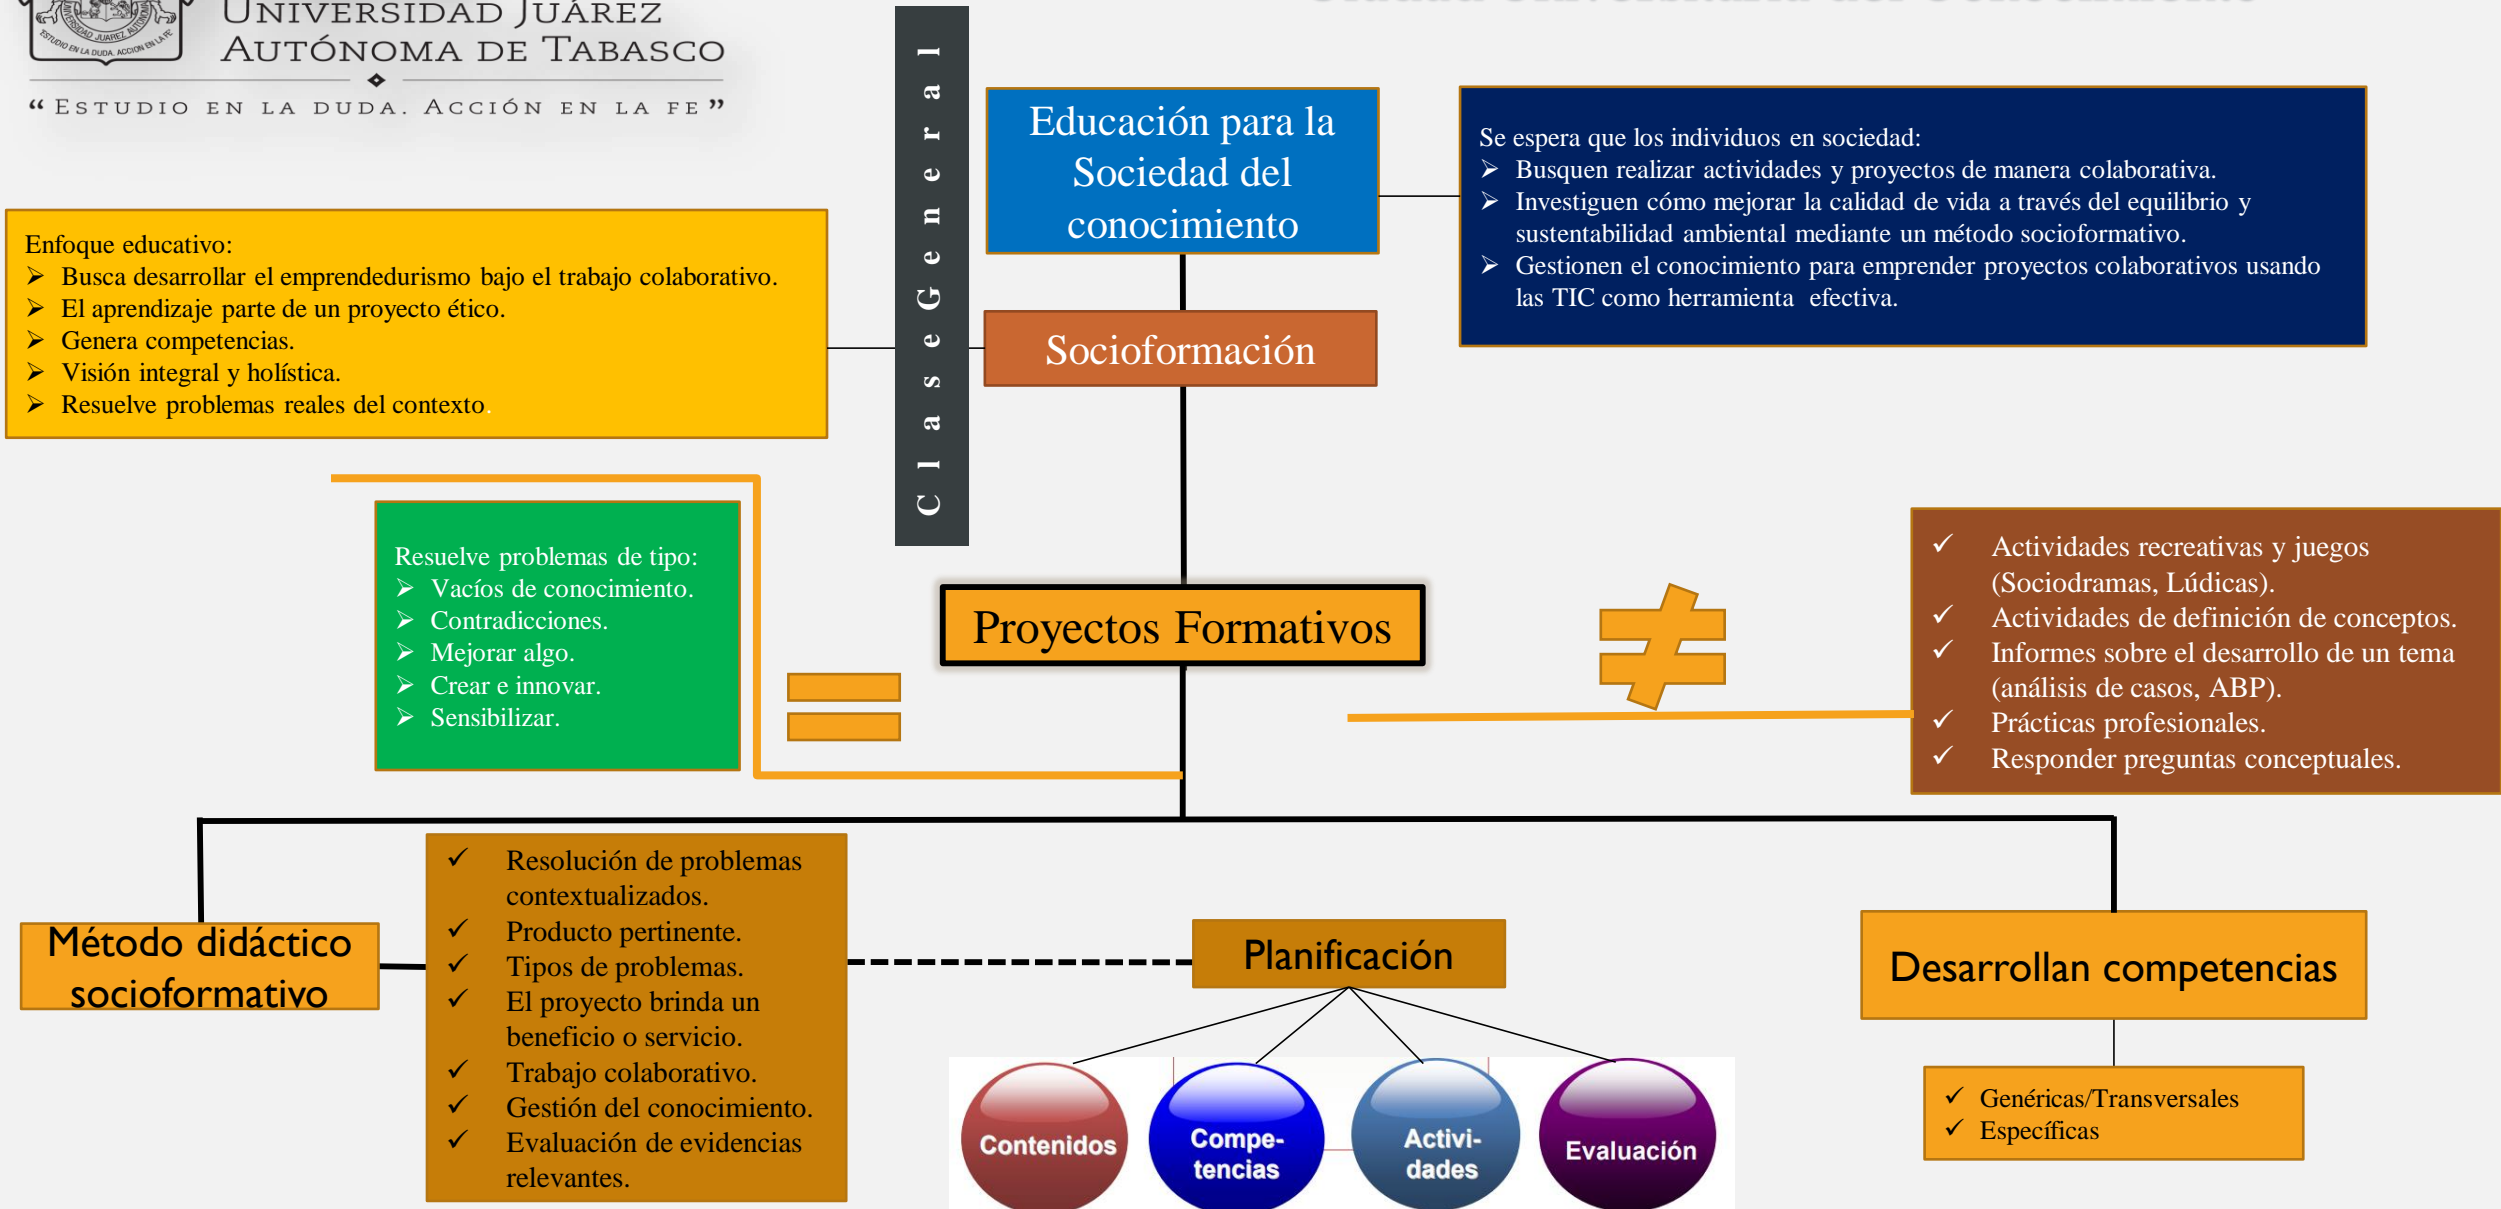 UNIVERSIDAD JUÁREZ
AUTÓNOMA DE TABASCO
“ESTUDIO EN LA DUDA. ACCIÓN EN LA FE”
Clase General
Educación para la
Sociedad del
conocimiento
Se espera que los individuos en sociedad:
➢ Busquen realizar actividades y proyectos de manera colaborativa.
➢ Investiguen cómo mejorar la calidad de vida a través del equilibrio y
sustentabilidad ambiental mediante un método socioformativo.
➢ Gestionen el conocimiento para emprender proyectos colaborativos usando
las TIC como herramienta efectiva.
Enfoque educativo:
➢ Busca desarrollar el emprendedurismo bajo el trabajo colaborativo.
➢ El aprendizaje parte de un proyecto ético.
➢ Genera competencias.
➢ Visión integral y holística.
➢ Resuelve problemas reales del contexto.
Socioformación
Resuelve problemas de tipo:
➢ Vacíos de conocimiento.
➢ Contradicciones.
➢ Mejorar algo.
➢ Crear e innovar.
➢ Sensibilizar.
Proyectos Formativos
✓ Actividades recreativas y juegos
(Sociodramas, Lúdicas).
✓ Actividades de definición de conceptos.
✓ Informes sobre el desarrollo de un tema
(análisis de casos, ABP).
✓ Prácticas profesionales.
✓ Responder preguntas conceptuales.
Método didáctico
socioformativo
✓ Resolución de problemas
contextualizados.
✓ Producto pertinente.
✓ Tipos de problemas.
✓ El proyecto brinda un
beneficio o servicio.
✓ Trabajo colaborativo.
✓ Gestión del conocimiento.
✓ Evaluación de evidencias
relevantes.
Planificación
Contenidos
Compe-
tencias
Activi-
dades
Evaluación
Desarrollan competencias
✓ Genéricas/Transversales
✓ Específicas